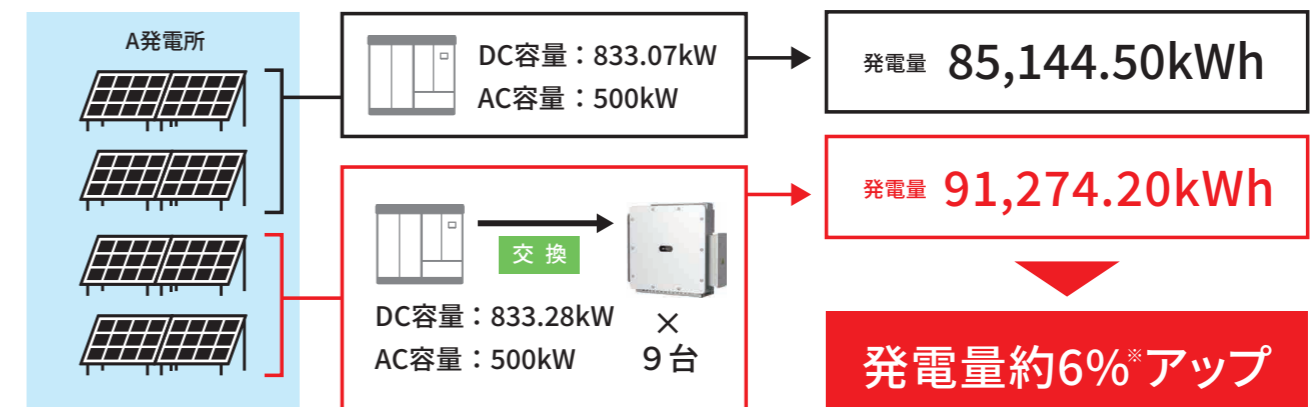 A発電所
DC容量：833.07kW
AC容量：500kW
発電量 85,144.50kWh
交換
DC容量：833.28kW
AC容量：500kW
×
9台
発電量 91,274.20kWh
発電量約6%※アップ